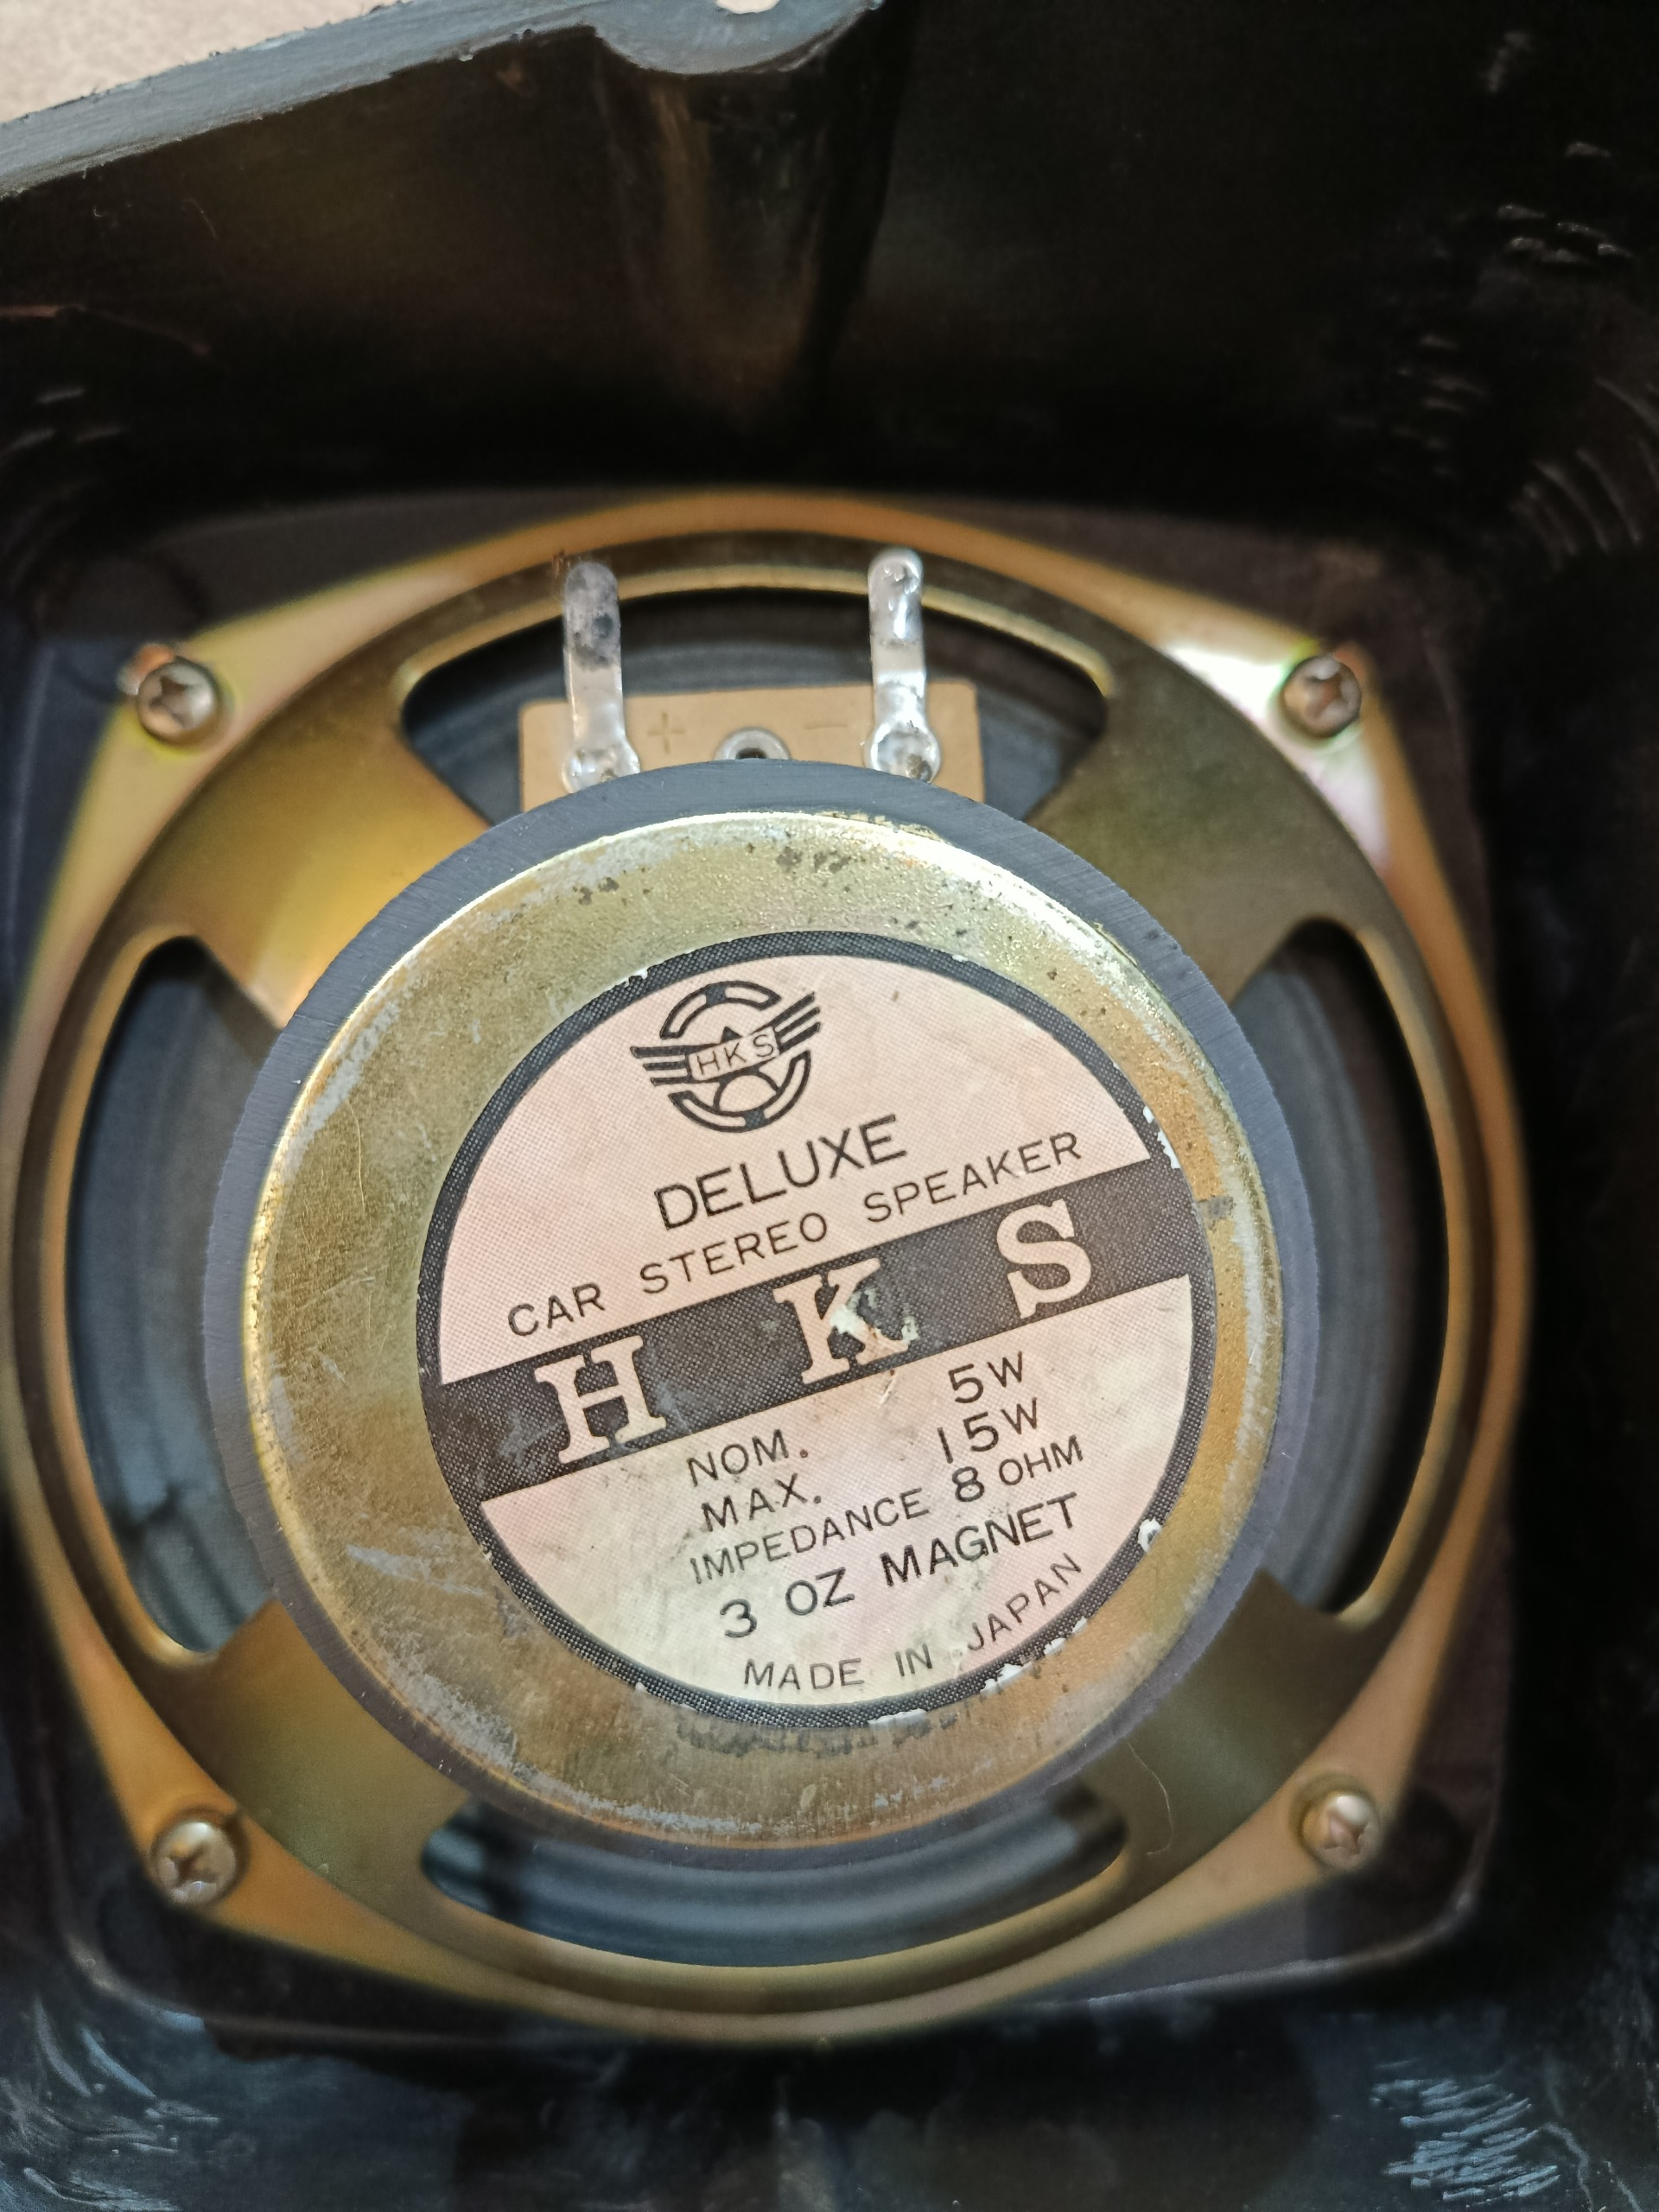 + −
HKS
DELUXE
CAR STEREO SPEAKER
H K S
NOM. 5W
MAX. 15W
IMPEDANCE 8 OHM
3 OZ MAGNET
MADE IN JAPAN